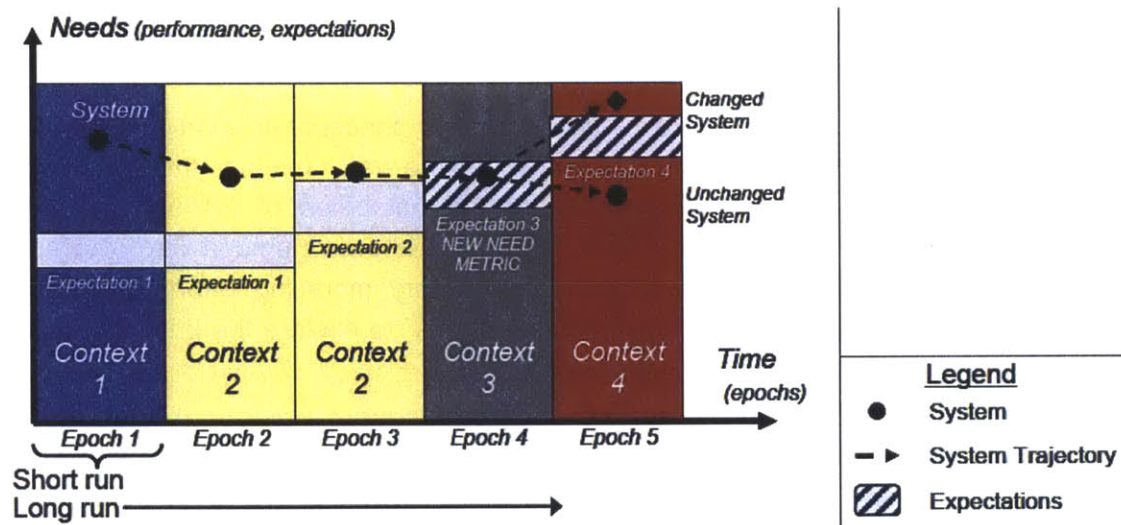 Needs (performance, expectations)
System
Changed
System
Expectation 4
Unchanged
System
Expectation 3
NEW NEED
METRIC
Expectation 2
Expectation 1
Expectation 1
Context
1
Context
2
Context
2
Context
3
Context
4
Time
(epochs)
Epoch 1
Epoch 2
Epoch 3
Epoch 4
Epoch 5
Short run
Long run
Legend
System
System Trajectory
Expectations